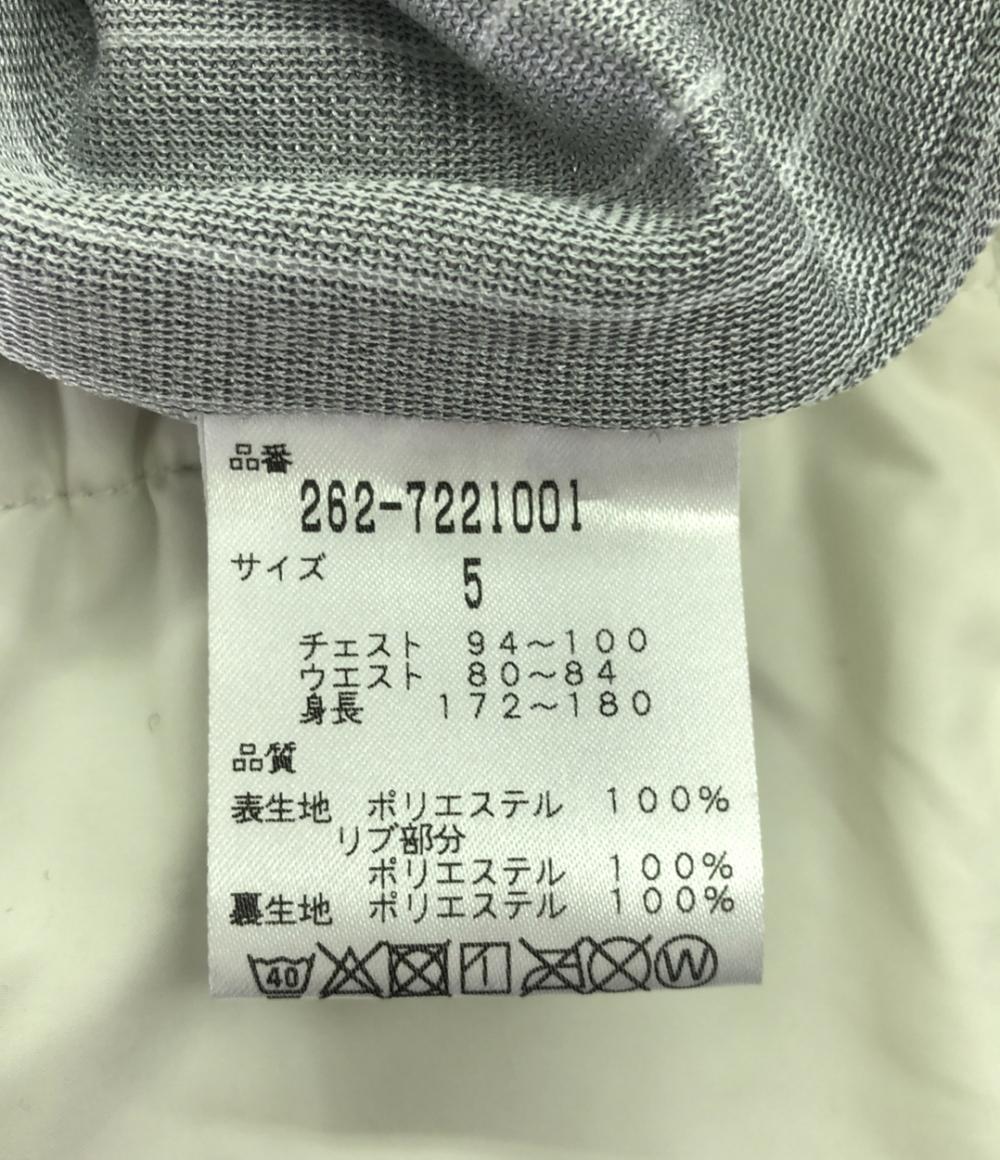 品番
262-7221001
サイズ 5
チェスト 94〜100
ウエスト 80〜84
身長 172〜180
品質
表生地 ポリエステル 100%
リブ部分
ポリエステル 100%
裏生地 ポリエステル 100%
40 W